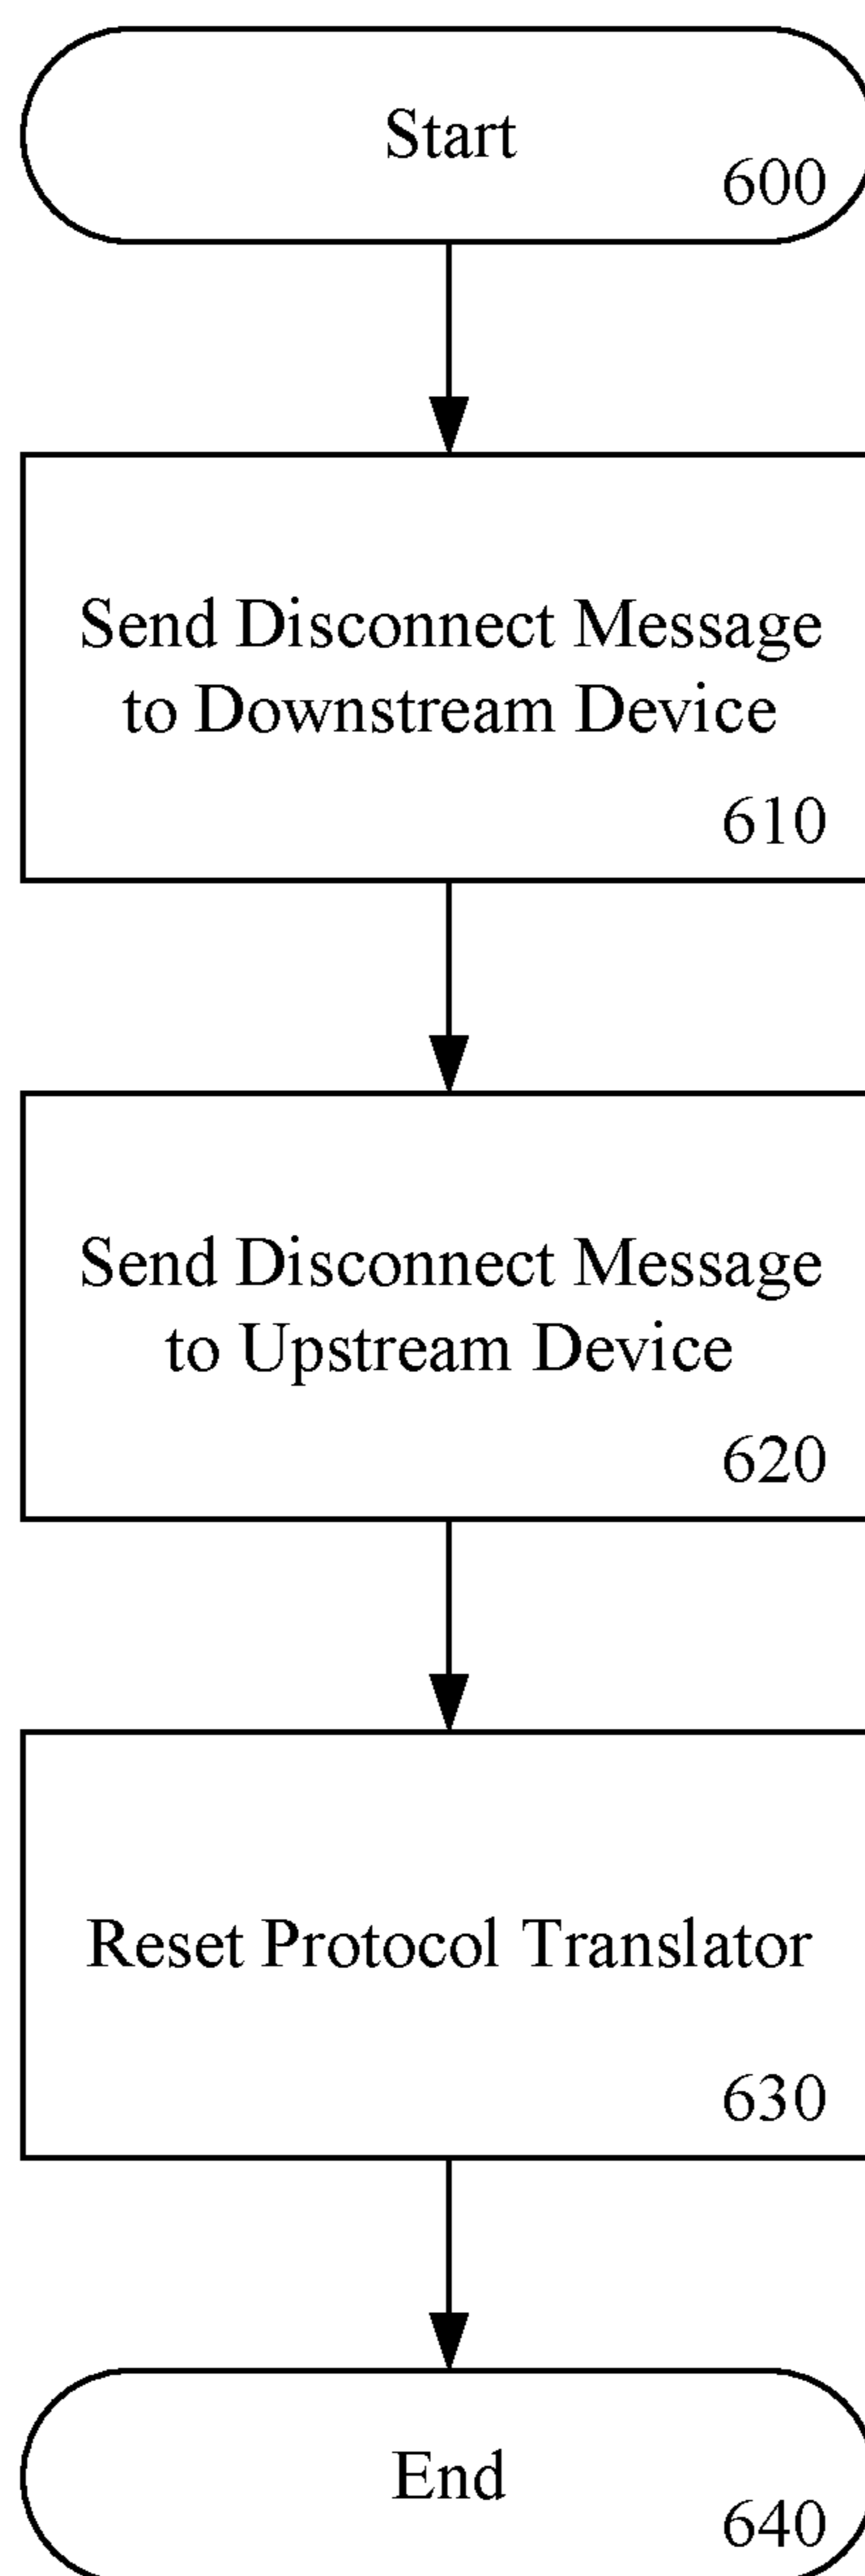 Start
600
Send Disconnect Message
to Downstream Device
610
Send Disconnect Message
to Upstream Device
620
Reset Protocol Translator
630
End
640